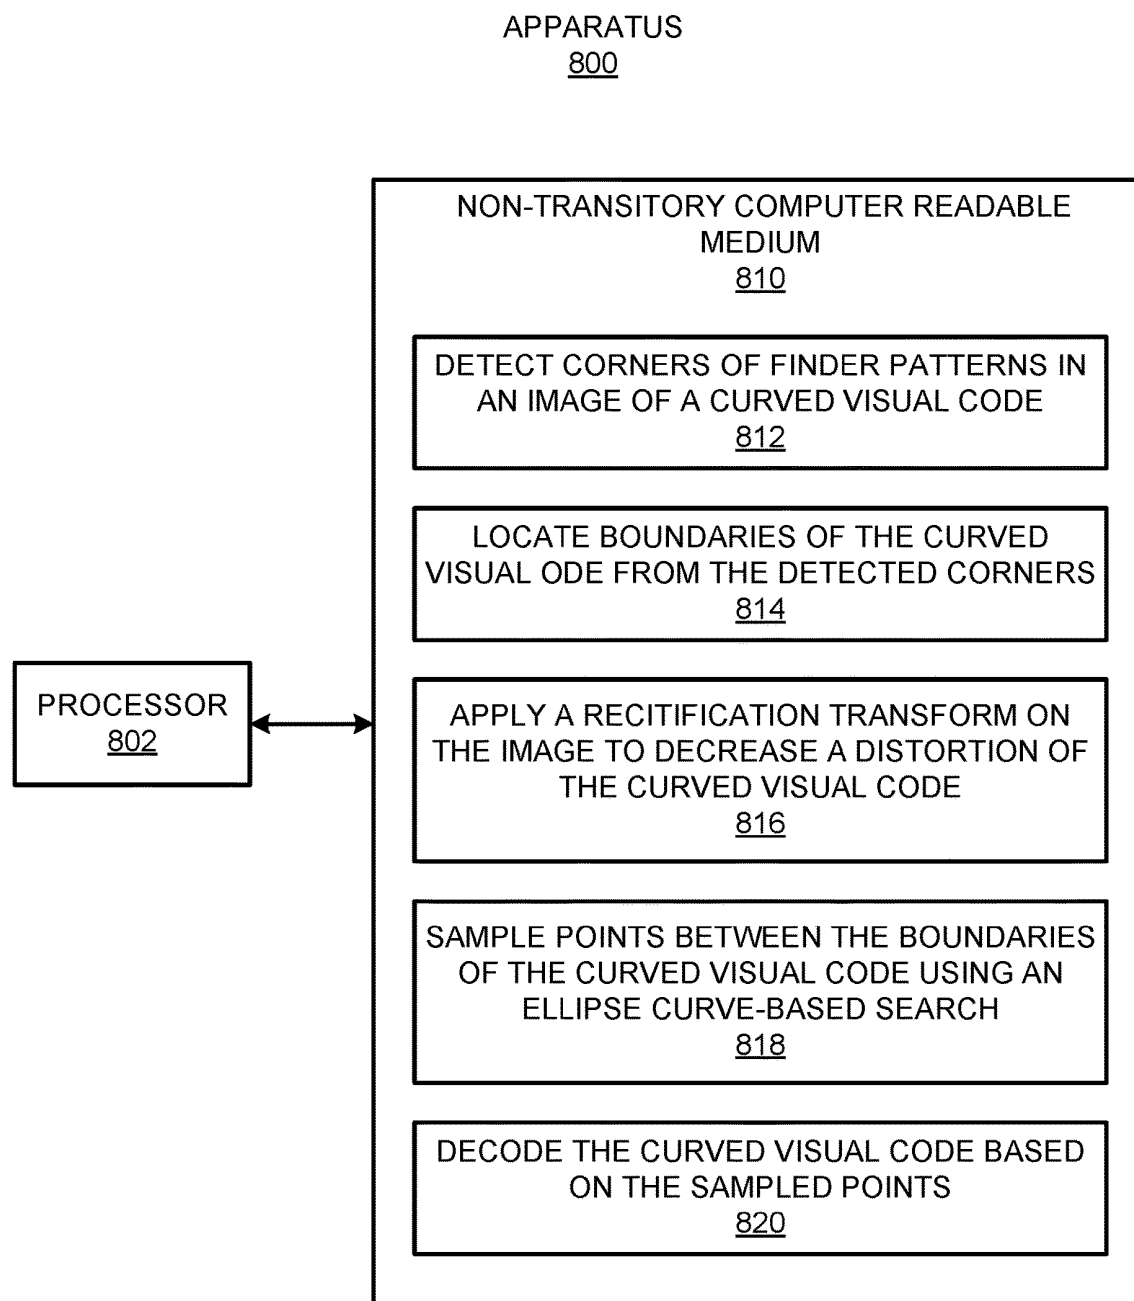 APPARATUS
800
NON-TRANSITORY COMPUTER READABLE
MEDIUM
810
DETECT CORNERS OF FINDER PATTERNS IN
AN IMAGE OF A CURVED VISUAL CODE
812
LOCATE BOUNDARIES OF THE CURVED
VISUAL ODE FROM THE DETECTED CORNERS
814
PROCESSOR
802
APPLY A RECITIFICATION TRANSFORM ON
THE IMAGE TO DECREASE A DISTORTION OF
THE CURVED VISUAL CODE
816
SAMPLE POINTS BETWEEN THE BOUNDARIES
OF THE CURVED VISUAL CODE USING AN
ELLIPSE CURVE-BASED SEARCH
818
DECODE THE CURVED VISUAL CODE BASED
ON THE SAMPLED POINTS
820